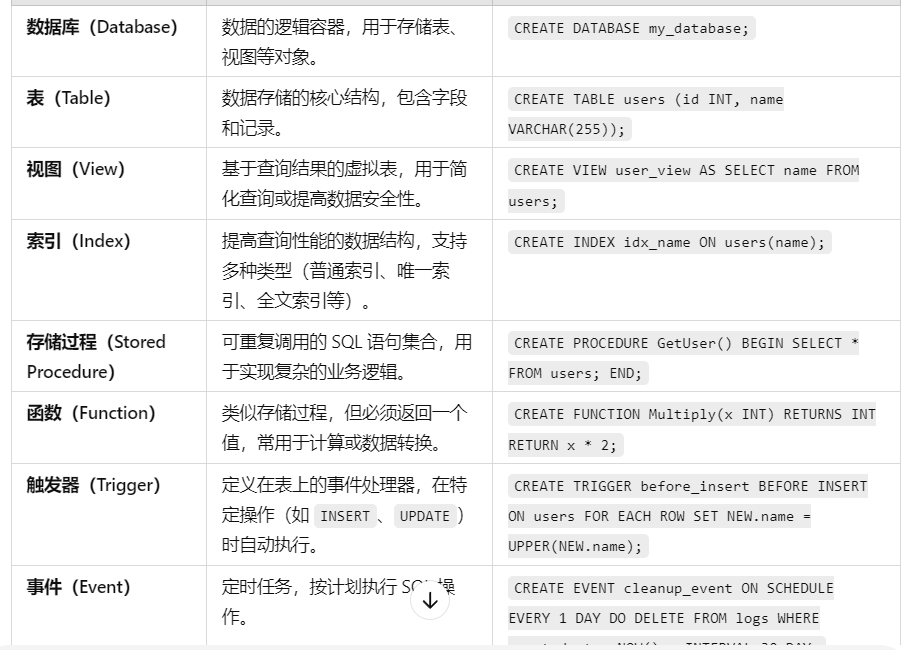 数据库（Database）
数据的逻辑容器，用于存储表、
视图等对象。
CREATE DATABASE my_database;
表（Table）
数据存储的核心结构，包含字段
和记录。
CREATE TABLE users (id INT, name
VARCHAR(255));
视图（View）
基于查询结果的虚拟表，用于简
化查询或提高数据安全性。
CREATE VIEW user_view AS SELECT name FROM
users;
索引（Index）
提高查询性能的数据结构，支持
多种类型（普通索引、唯一索
引、全文索引等）。
CREATE INDEX idx_name ON users(name);
存储过程（Stored
Procedure）
可重复调用的 SQL 语句集合，用
于实现复杂的业务逻辑。
CREATE PROCEDURE GetUser() BEGIN SELECT *
FROM users; END;
函数（Function）
类似存储过程，但必须返回一个
值，常用于计算或数据转换。
CREATE FUNCTION Multiply(x INT) RETURNS INT
RETURN x * 2;
触发器（Trigger）
定义在表上的事件处理器，在特
定操作（如 INSERT、UPDATE）
时自动执行。
CREATE TRIGGER before_insert BEFORE INSERT
ON users FOR EACH ROW SET NEW.name =
UPPER(NEW.name);
事件（Event）
定时任务，按计划执行 SQL 操
作。
CREATE EVENT cleanup_event ON SCHEDULE
EVERY 1 DAY DO DELETE FROM logs WHERE